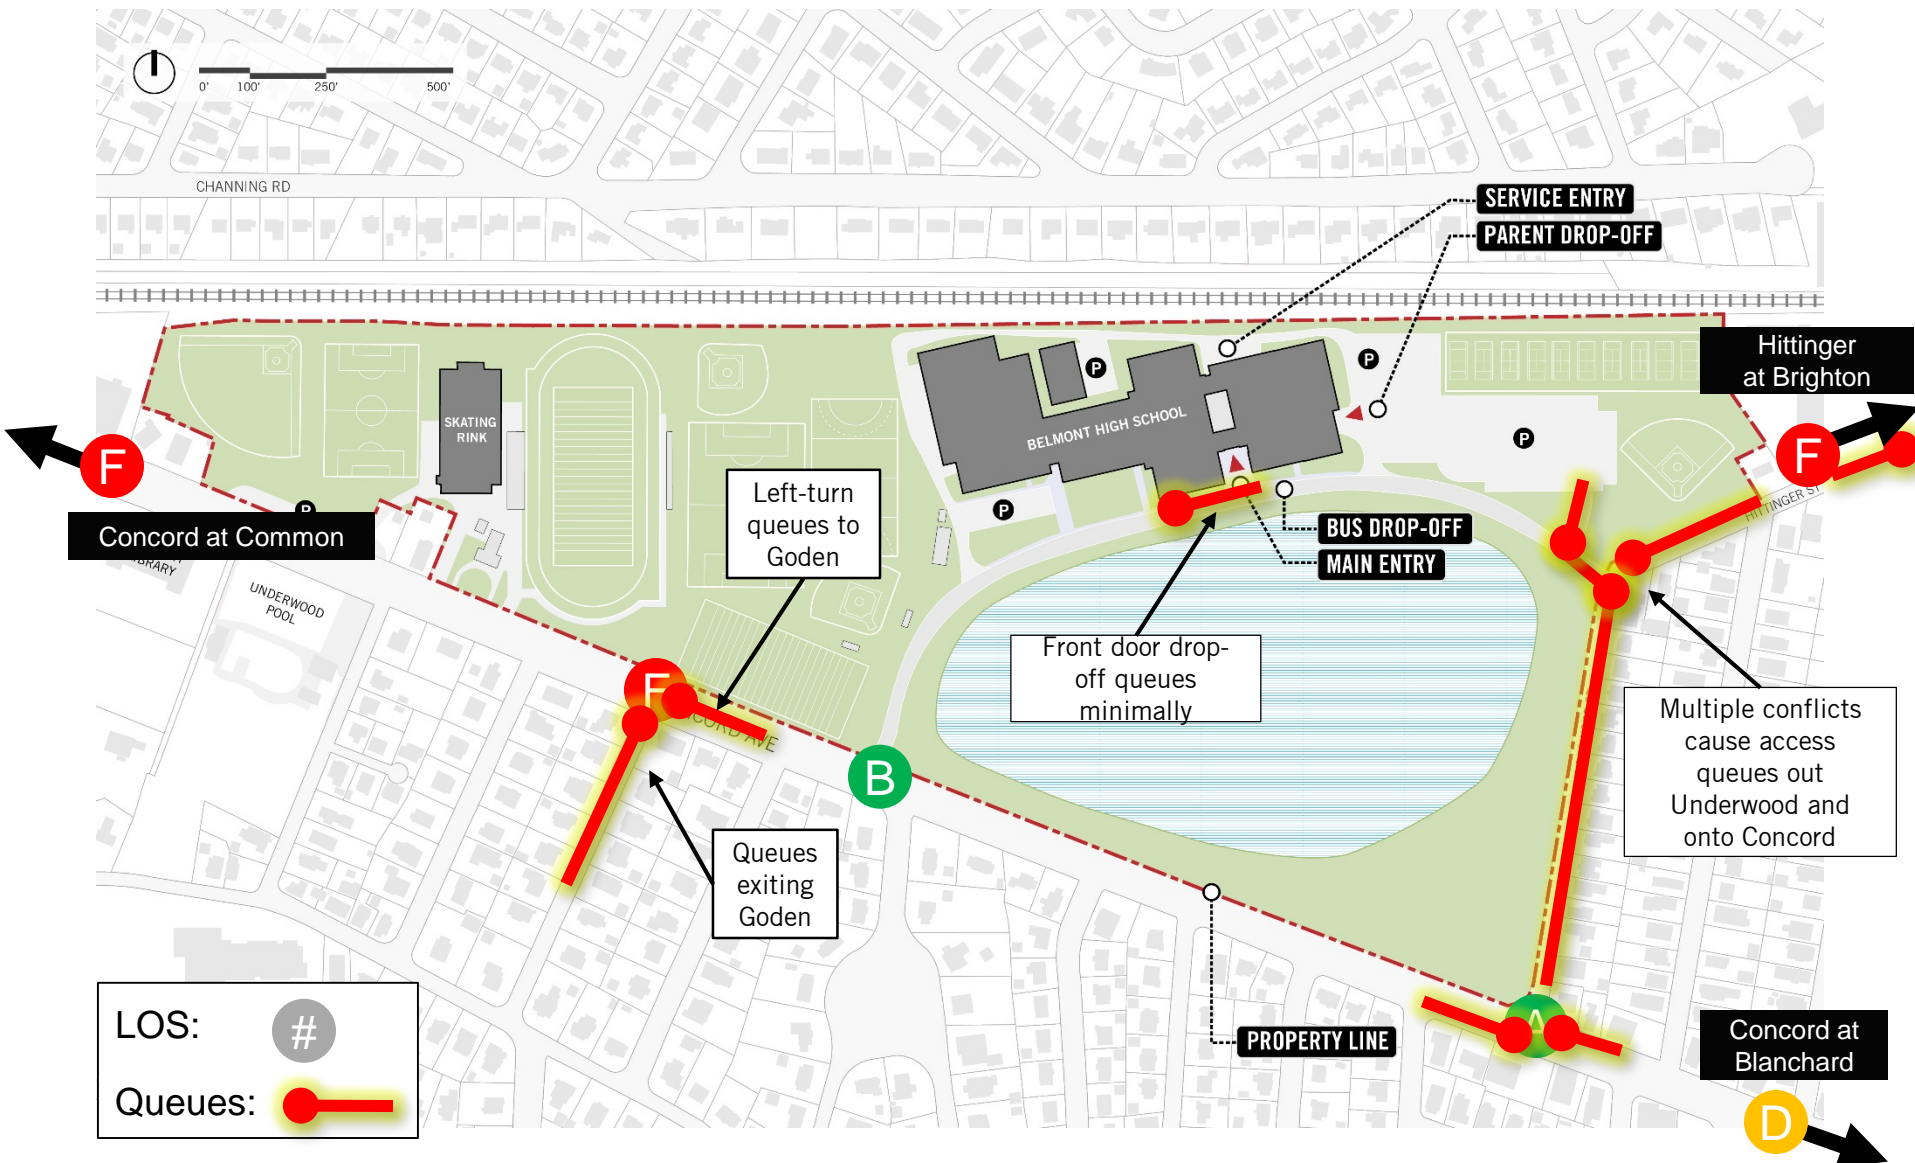 0'
100'
250'
500'
CHANNING RD
SERVICE ENTRY
PARENT DROP-OFF
Hittinger
at Brighton
P
P
SKATING
RINK
BELMONT HIGH SCHOOL
P
F
F
Left-turn
queues to
Goden
P
P
HITTINGER ST
Concord at Common
BUS DROP-OFF
MAIN ENTRY
UNDERWOOD
POOL
Front door drop-
off queues
minimally
F
B
Multiple conflicts
cause access
queues out
Underwood and
onto Concord
Queues
exiting
Goden
LOS:
#
Queues:
PROPERTY LINE
A
Concord at
Blanchard
D